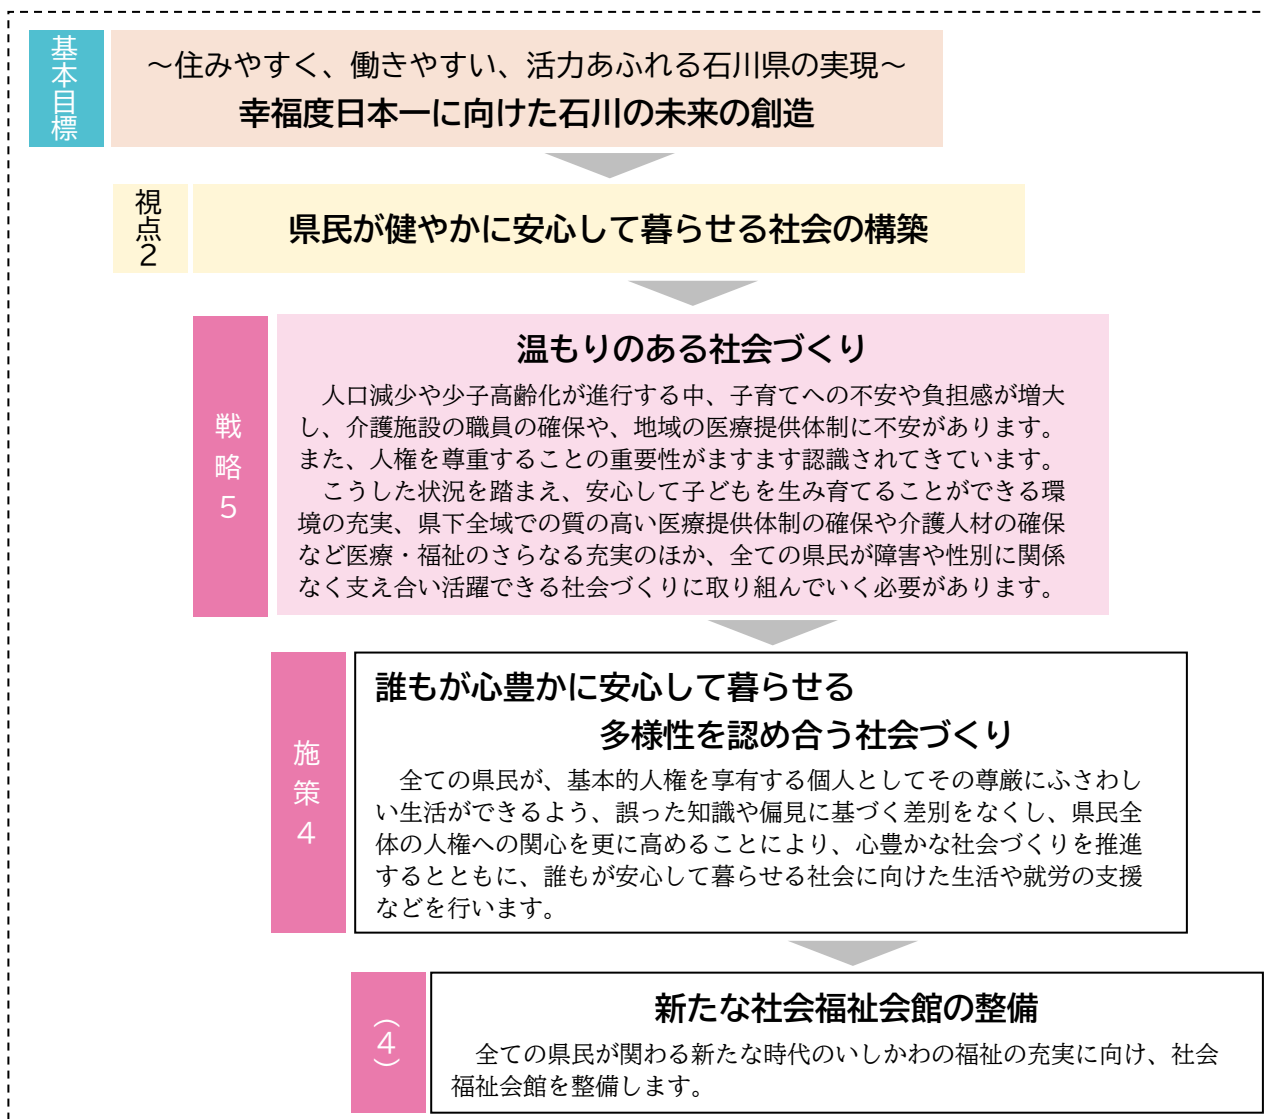 基本目標
～住みやすく、働きやすい、活力あふれる石川県の実現～
幸福度日本一に向けた石川の未来の創造
視点2
県民が健やかに安心して暮らせる社会の構築
戦略5
温もりのある社会づくり
人口減少や少子高齢化が進行する中、子育てへの不安や負担感が増大
し、介護施設の職員の確保や、地域の医療提供体制に不安があります。
また、人権を尊重することの重要性がますます認識されてきています。
こうした状況を踏まえ、安心して子どもを生み育てることができる環
境の充実、県下全域での質の高い医療提供体制の確保や介護人材の確保
など医療・福祉のさらなる充実のほか、全ての県民が障害や性別に関係
なく支え合い活躍できる社会づくりに取り組んでいく必要があります。
施策4
誰もが心豊かに安心して暮らせる
多様性を認め合う社会づくり
全ての県民が、基本的人権を享有する個人としてその尊厳にふさわし
い生活ができるよう、誤った知識や偏見に基づく差別をなくし、県民全
体の人権への関心を更に高めることにより、心豊かな社会づくりを推進
するとともに、誰もが安心して暮らせる社会に向けた生活や就労の支援
などを行います。
（4）
新たな社会福祉会館の整備
全ての県民が関わる新たな時代のいしかわの福祉の充実に向け、社会
福祉会館を整備します。